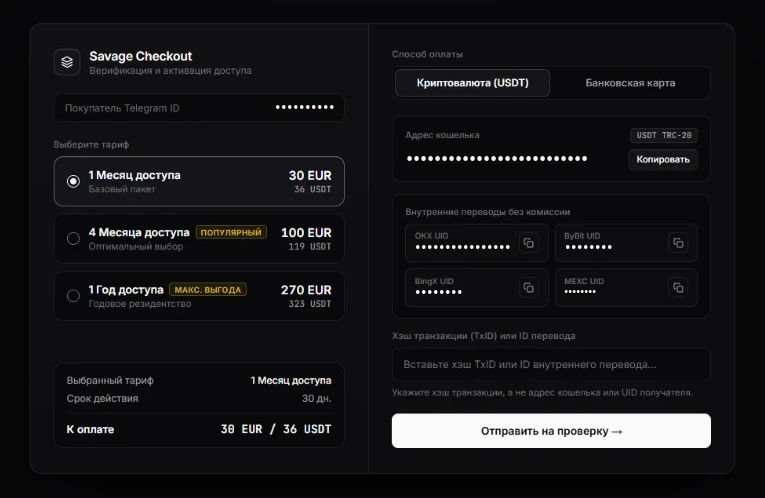 Savage Checkout
Верификация и активация доступа
Покупатель Telegram ID ••••••••••
Выберите тариф
1 Месяц доступа 30 EUR
Базовый пакет 36 USDT
4 Месяца доступа ПОПУЛЯРНЫЙ 100 EUR
Оптимальный выбор 119 USDT
1 Год доступа МАКС. ВЫГОДА 270 EUR
Годовое резидентство 323 USDT
Выбранный тариф 1 Месяц доступа
Срок действия 30 дн.
К оплате 30 EUR / 36 USDT
Способ оплаты
Криптовалюта (USDT) Банковская карта
Адрес кошелька USDT TRC-20
•••••••••••••••••••••••••••• Копировать
Внутренние переводы без комиссии
OKX UID ByBit UID
•••••••••••••••• ••••••••
BingX UID MEXC UID
•••••••• ••••••••
Хэш транзакции (TxID) или ID перевода
Вставьте хэш TxID или ID внутреннего перевода...
Укажите хэш транзакции, а не адрес кошелька или UID получателя.
Отправить на проверку →